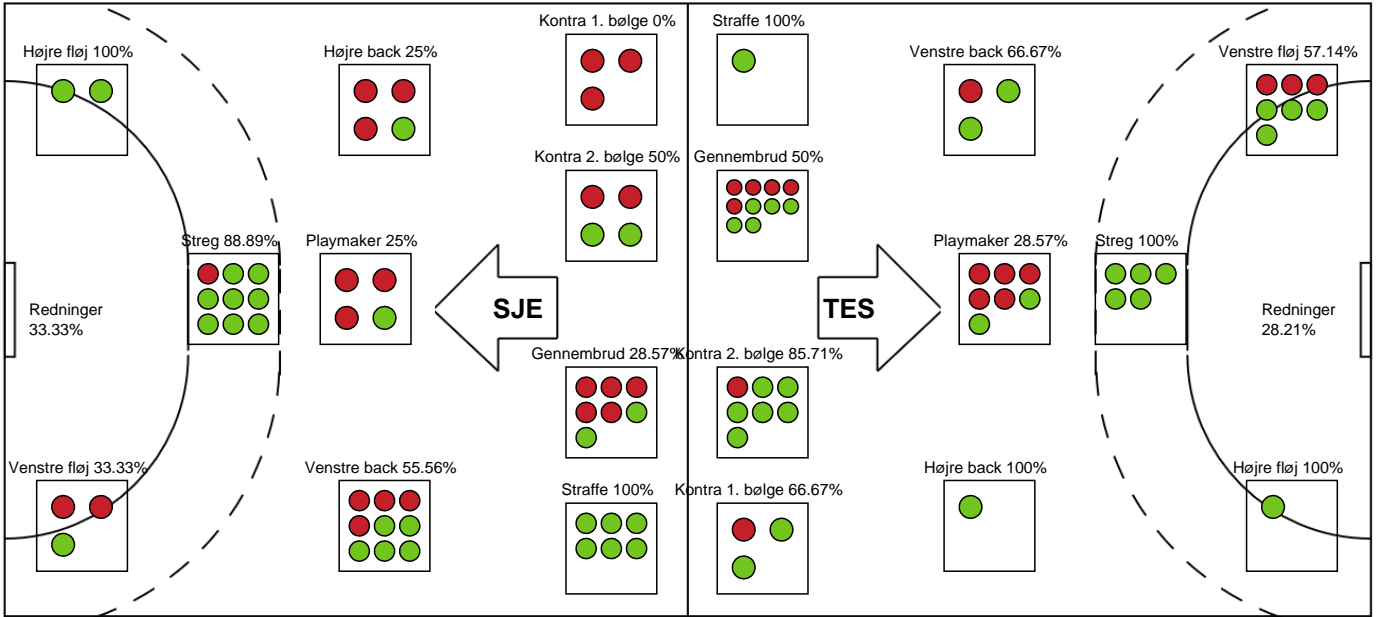 Kontra 1. bølge 0%
Straffe 100%
Højre fløj 100%
Højre back 25%
Venstre back 66.67%
Venstre fløj 57.14%
Kontra 2. bølge 50%
Gennembrud 50%
Streg 88.89%
Playmaker 25%
Playmaker 28.57%
Streg 100%
Redninger
33.33%
SJE
TES
Redninger
28.21%
Gennembrud 28.57%
Kontra 2. bølge 85.71%
Venstre fløj 33.33%
Venstre back 55.56%
Straffe 100%
Kontra 1. bølge 66.67%
Højre back 100%
Højre fløj 100%